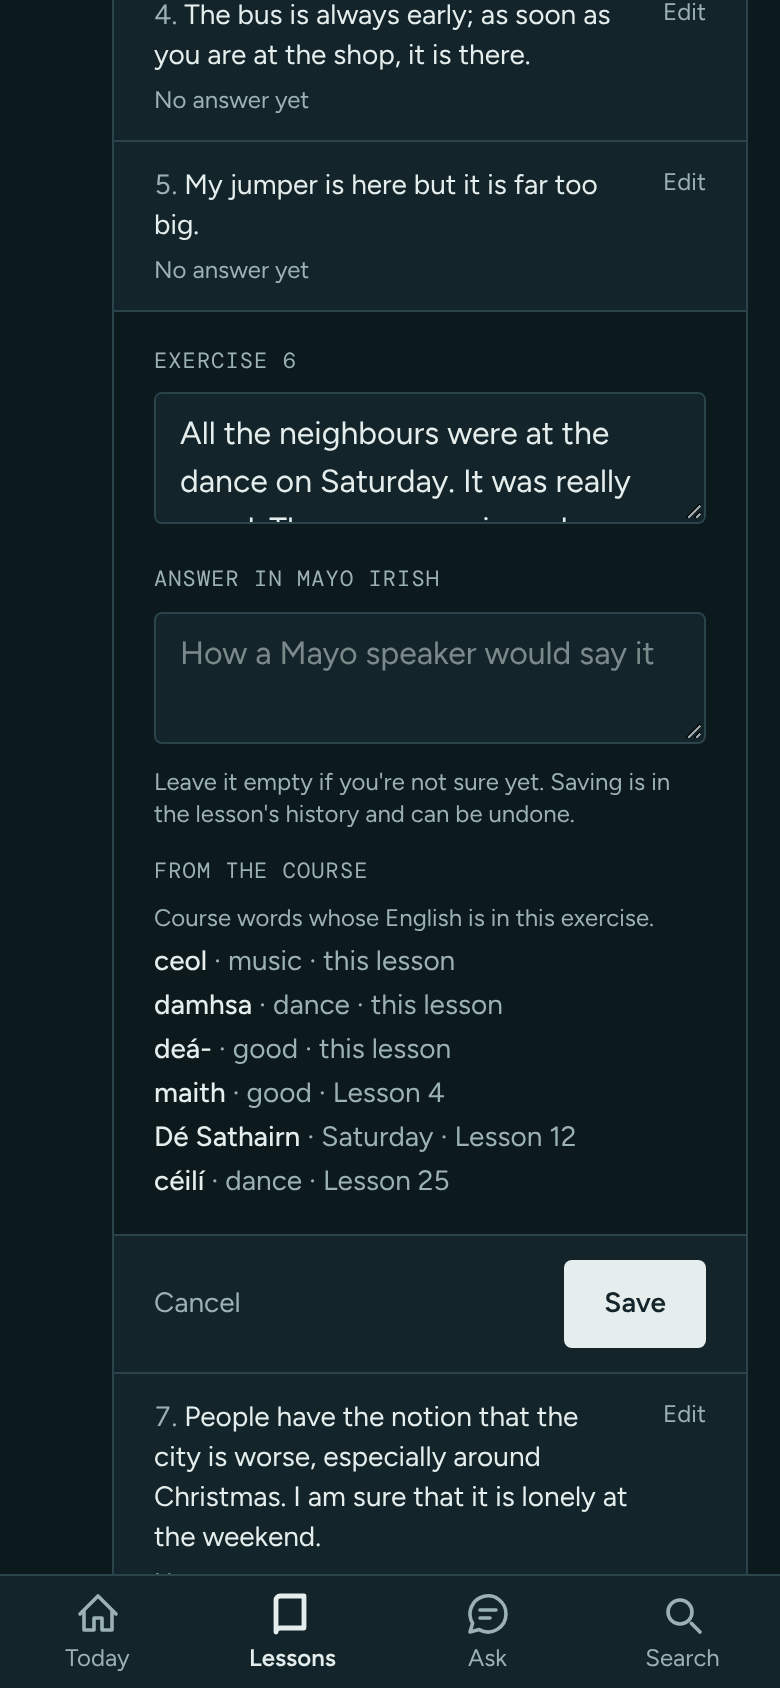 4. The bus is always early; as soon as
you are at the shop, it is there.
Edit
No answer yet
5. My jumper is here but it is far too
big.
Edit
No answer yet
EXERCISE 6
All the neighbours were at the
dance on Saturday. It was really
ANSWER IN MAYO IRISH
How a Mayo speaker would say it
Leave it empty if you're not sure yet. Saving is in
the lesson's history and can be undone.
FROM THE COURSE
Course words whose English is in this exercise.
ceol · music · this lesson
damhsa · dance · this lesson
deá- · good · this lesson
maith · good · Lesson 4
Dé Sathairn · Saturday · Lesson 12
céilí · dance · Lesson 25
Cancel
Save
7. People have the notion that the
city is worse, especially around
Christmas. I am sure that it is lonely at
the weekend.
Edit
Today
Lessons
Ask
Search